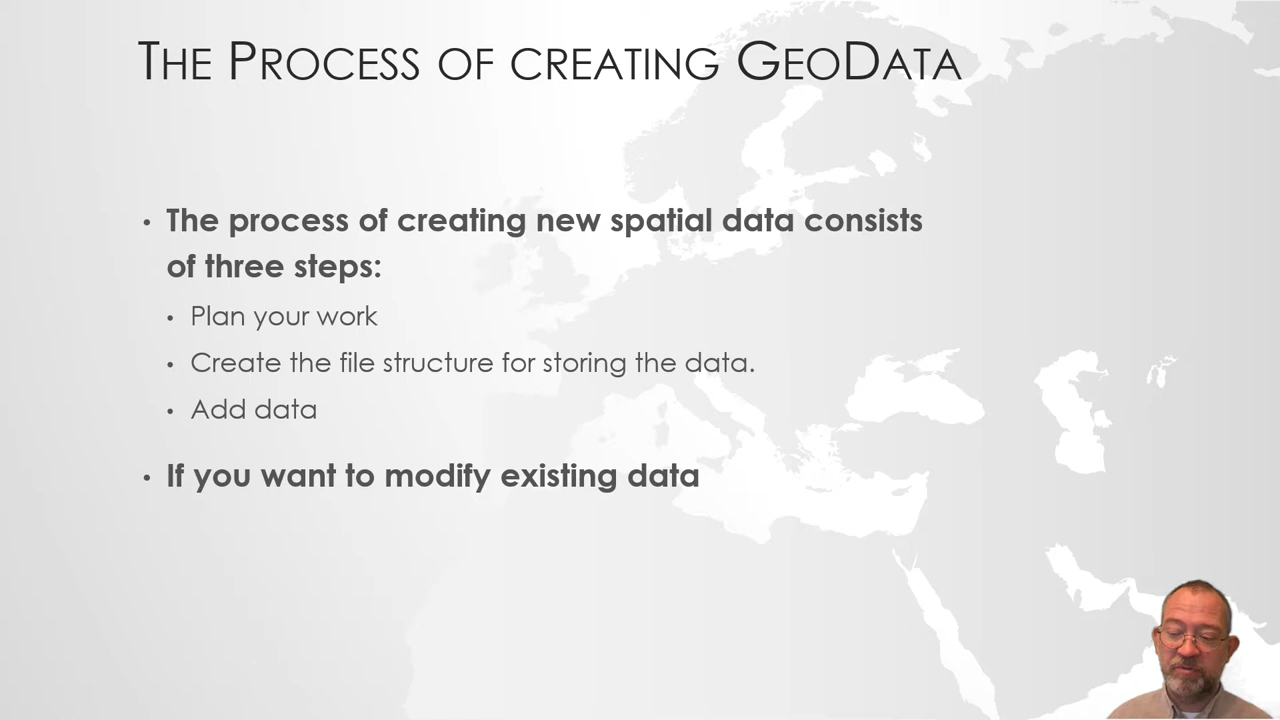 The Process of creating GeoData
• The process of creating new spatial data consists
of three steps:
• Plan your work
• Create the file structure for storing the data.
• Add data
• If you want to modify existing data